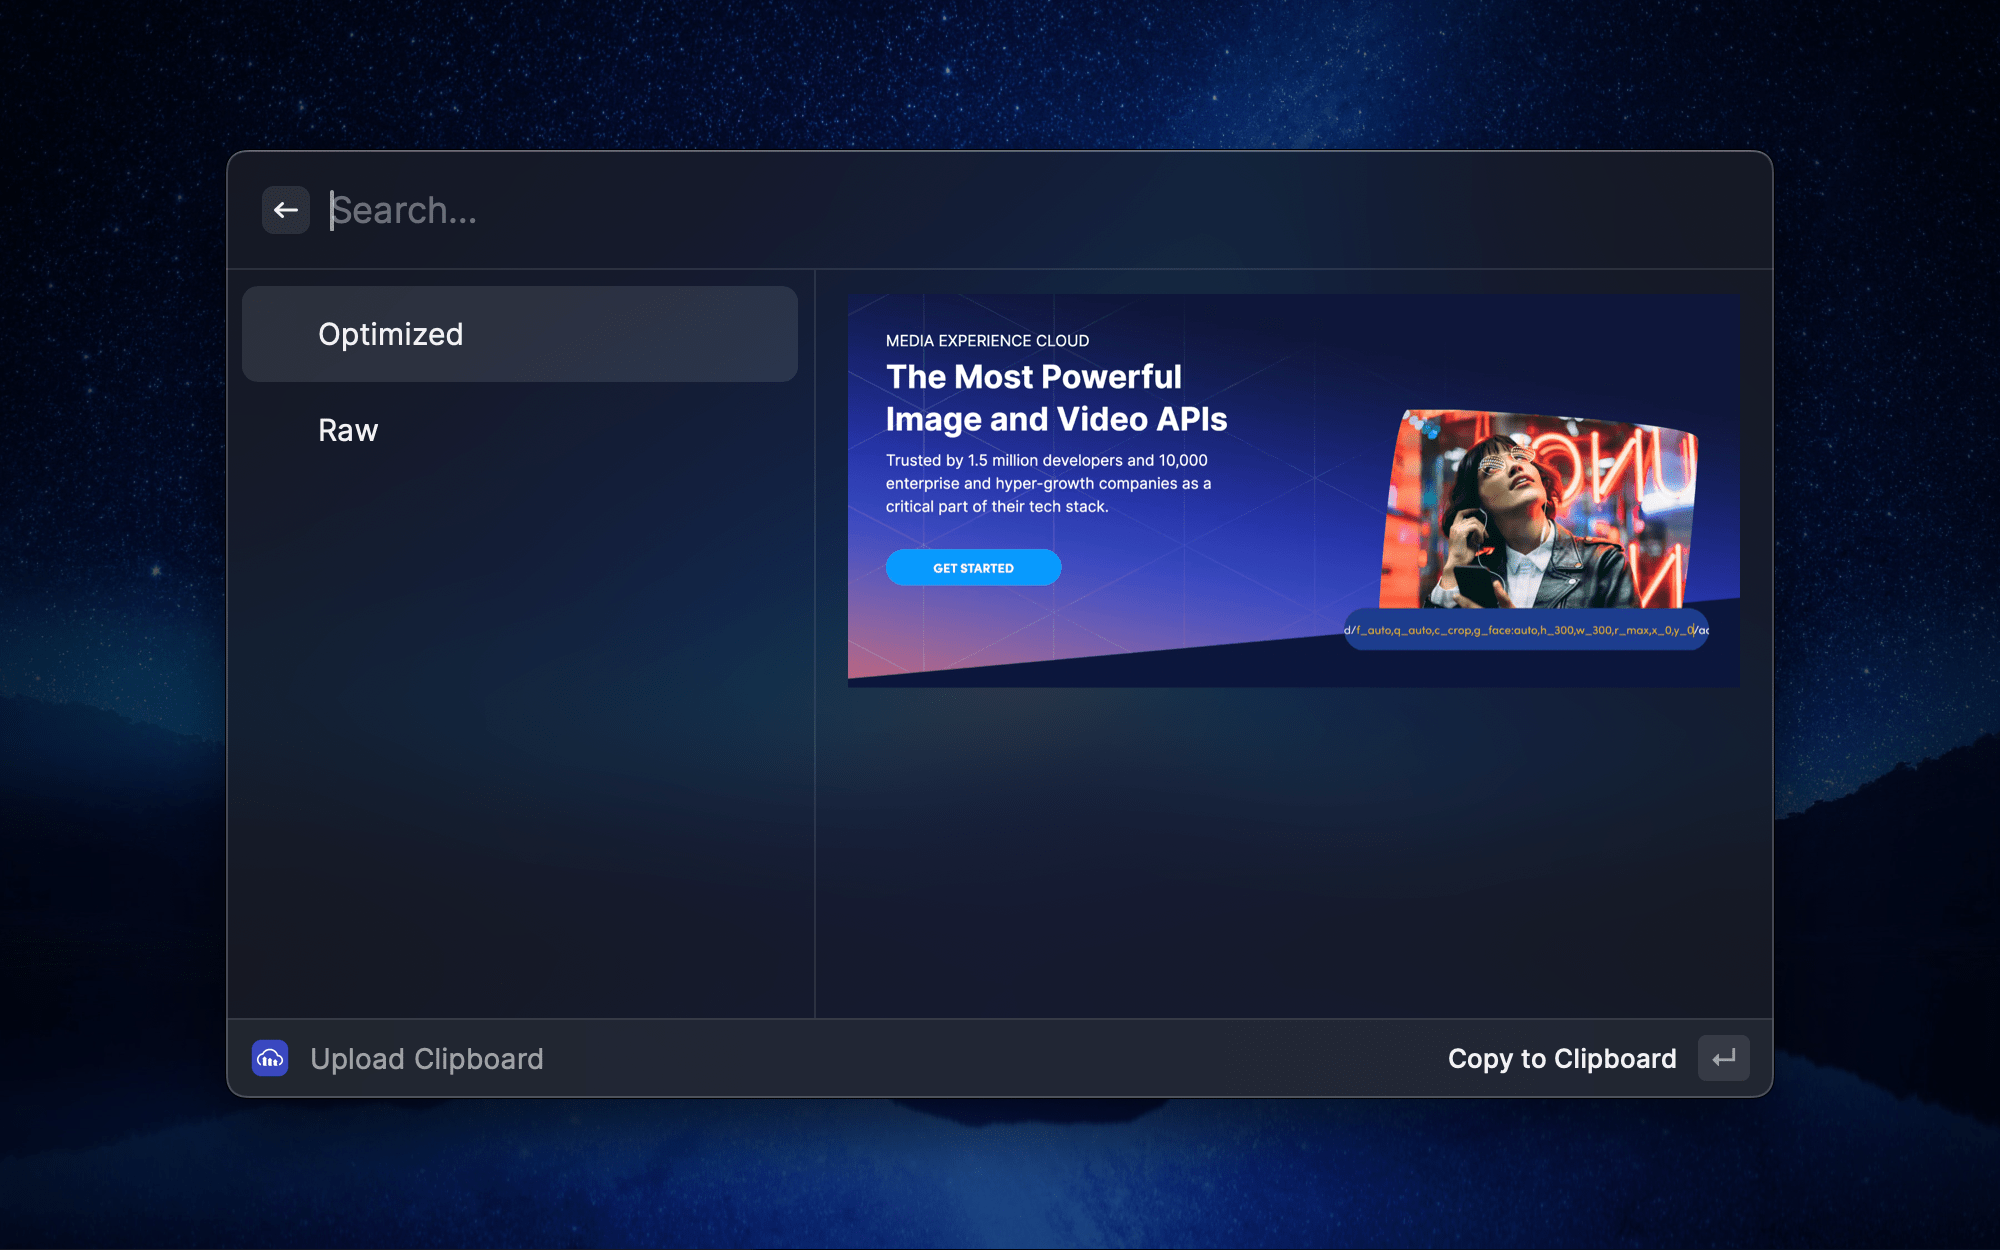 Search...
Optimized
Raw
MEDIA EXPERIENCE CLOUD
The Most Powerful
Image and Video APIs
Trusted by 1.5 million developers and 10,000
enterprise and hyper-growth companies as a
critical part of their tech stack.
GET STARTED
d/f_auto,q_auto,c_crop,g_face:auto,h_300,w_300,r_max,x_0,y_0/ac
Upload Clipboard
Copy to Clipboard